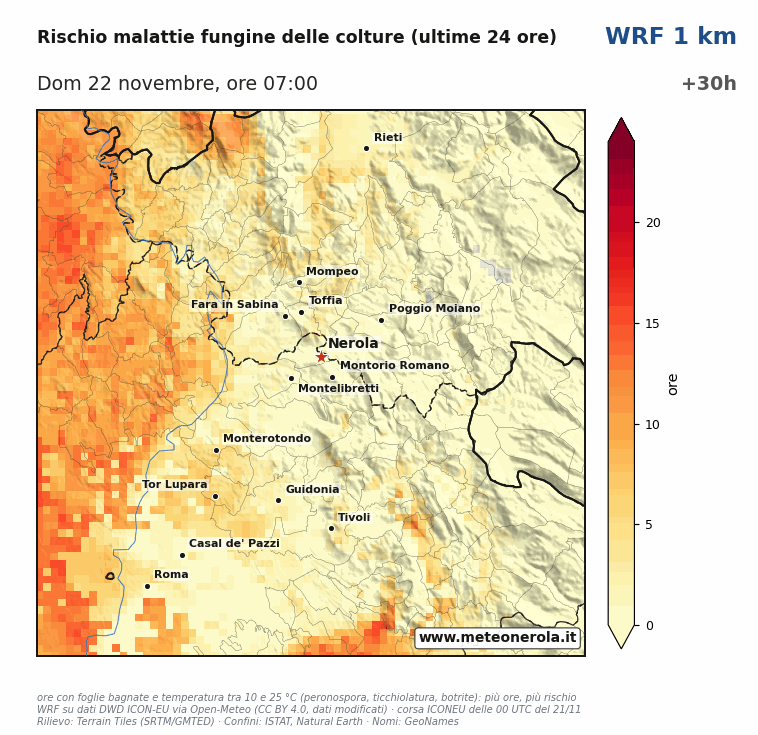 Rischio malattie fungine delle colture (ultime 24 ore)
WRF 1 km
Dom 22 novembre, ore 07:00
+30h
Rieti
Mompeo
Fara in Sabina
Toffia
Poggio Moiano
Nerola
Montorio Romano
Montelibretti
Monterotondo
Tor Lupara
Guidonia
Tivoli
Casal de' Pazzi
Roma
www.meteonerola.it
20
15
10
5
0
ore
ore con foglie bagnate e temperatura tra 10 e 25 °C (peronospora, ticchiolatura, botrite): più ore, più rischio
WRF su dati DWD ICON-EU via Open-Meteo (CC BY 4.0, dati modificati) · corsa ICONEU delle 00 UTC del 21/11
Rilievo: Terrain Tiles (SRTM/GMTED) · Confini: ISTAT, Natural Earth · Nomi: GeoNames